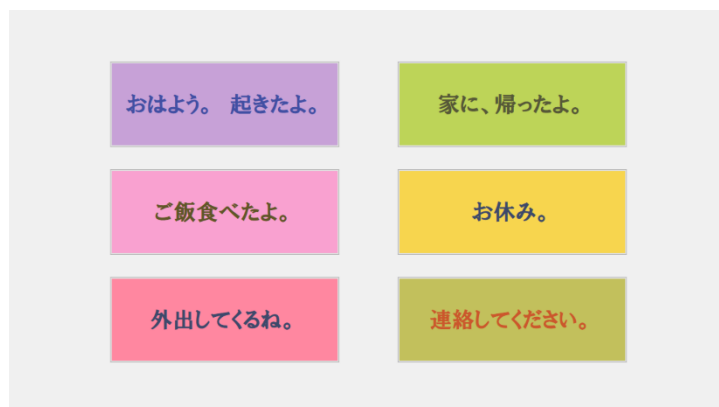 おはよう。　起きたよ。
家に、帰ったよ。
ご飯食べたよ。
お休み。
外出してくるね。
連絡してください。